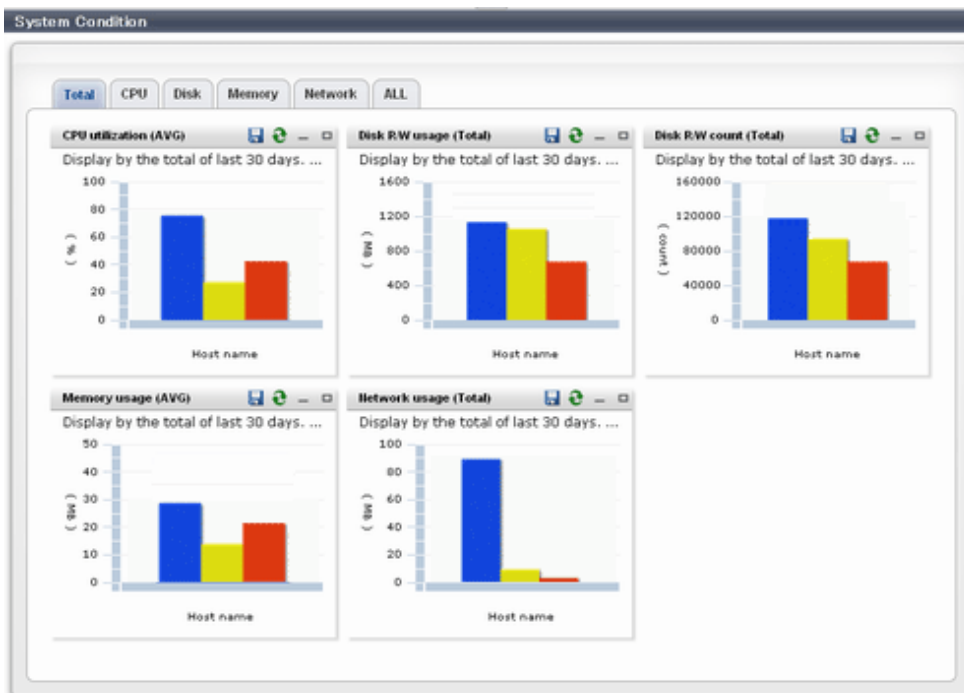 System Condition
Total CPU Disk Memory Network ALL
CPU utilization (AVG)
Display by the total of last 30 days. ...
100
80
60
40
20
0
( % )
Host name
Disk R.W usage (Total)
Display by the total of last 30 days. ...
1600
1200
800
400
0
( MB )
Host name
Disk R.W count (Total)
Display by the total of last 30 days. ...
160000
120000
80000
40000
0
( count )
Host name
Memory usage (AVG)
Display by the total of last 30 days. ...
50
40
30
20
10
0
( MB )
Host name
Network usage (Total)
Display by the total of last 30 days. ...
100
80
60
40
20
0
( MB )
Host name